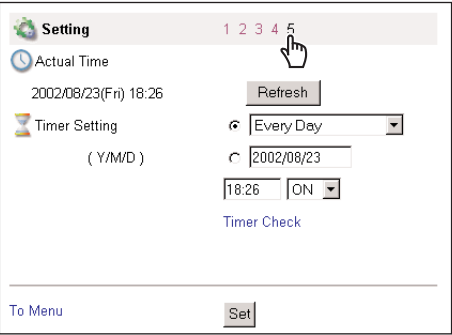 Setting 1 2 3 4 5
Actual Time
2002/08/23(Fri) 18:26 Refresh
Timer Setting Every Day
( Y/M/D ) 2002/08/23
18:26 ON
Timer Check
To Menu Set